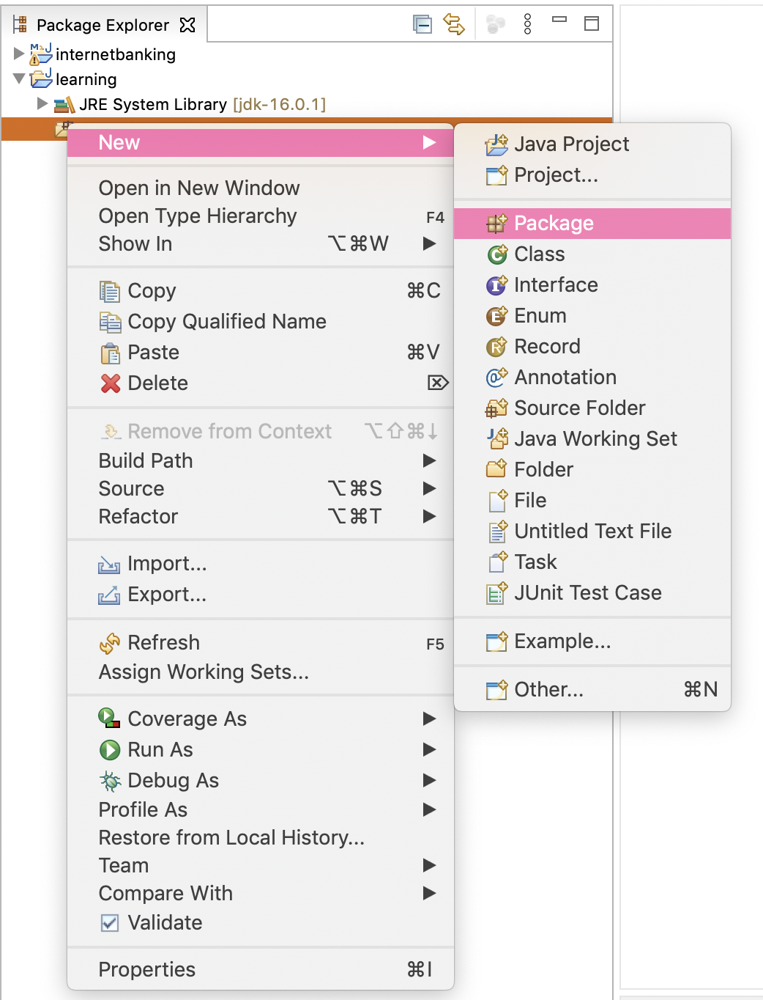 Package Explorer
internetbanking
learning
JRE System Library [jdk-16.0.1]
New
Open in New Window
Open Type Hierarchy F4
Show In ⌥⌘W
Copy ⌘C
Copy Qualified Name
Paste ⌘V
Delete ⌦
Remove from Context ⌥⇧⌘↓
Build Path
Source ⌥⌘S
Refactor ⌥⌘T
Import...
Export...
Refresh F5
Assign Working Sets...
Coverage As
Run As
Debug As
Profile As
Restore from Local History...
Team
Compare With
Validate
Properties ⌘I
Java Project
Project...
Package
Class
Interface
Enum
Record
Annotation
Source Folder
Java Working Set
Folder
File
Untitled Text File
Task
JUnit Test Case
Example...
Other... ⌘N